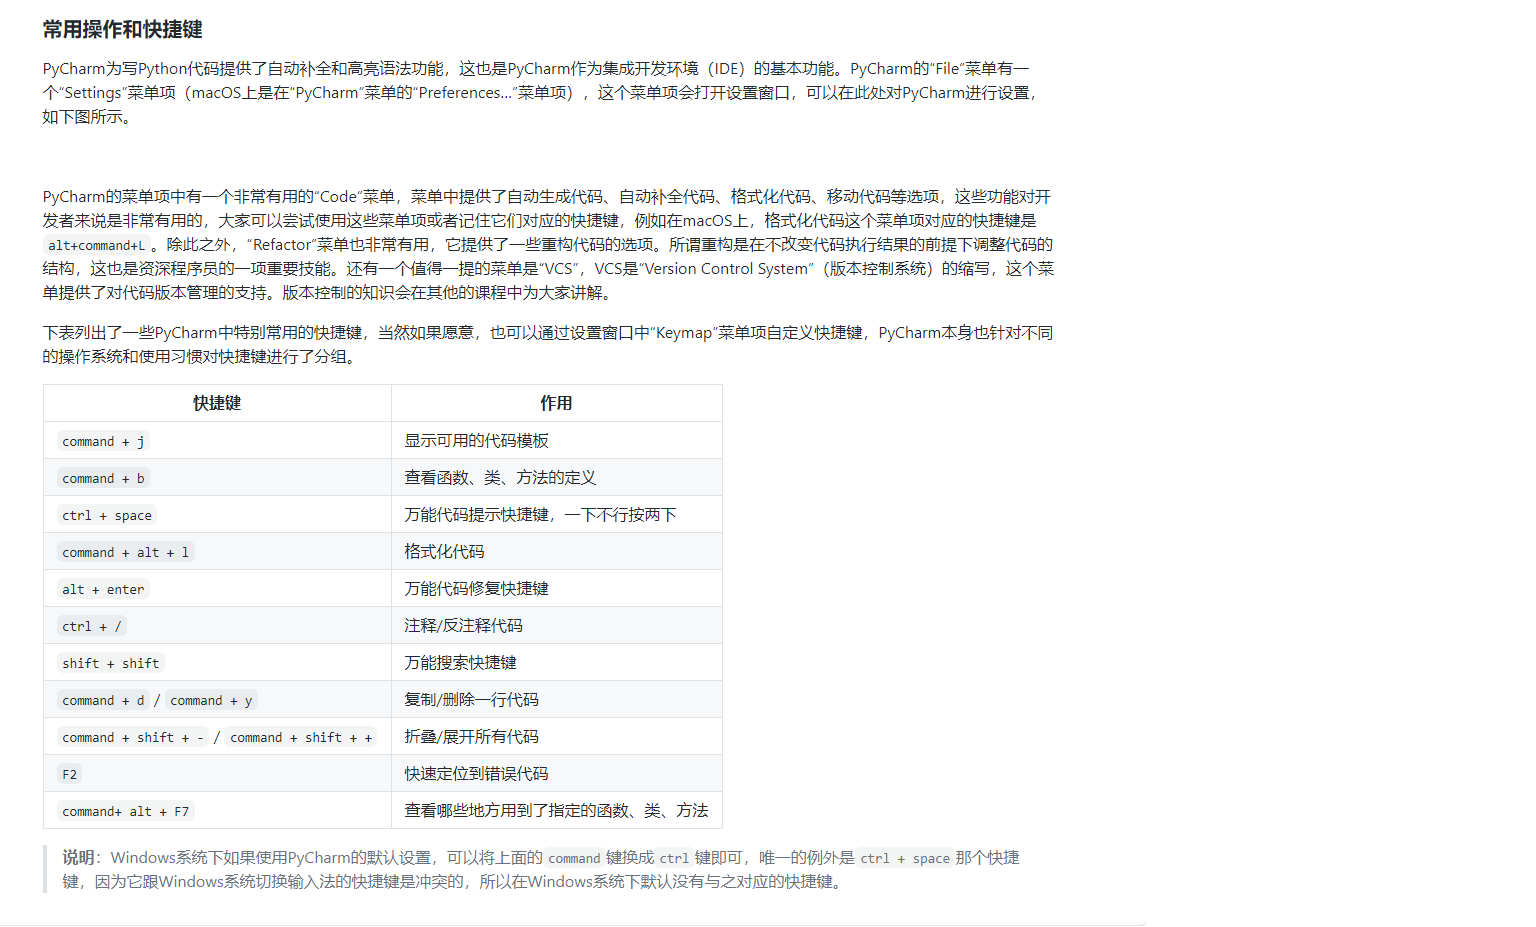 常用操作和快捷键
PyCharm为写Python代码提供了自动补全和高亮语法功能，这也是PyCharm作为集成开发环境（IDE）的基本功能。PyCharm的“File”菜单有一
个“Settings”菜单项（macOS上是在“PyCharm”菜单的“Preferences…”菜单项），这个菜单项会打开设置窗口，可以在此处对PyCharm进行设置，
如下图所示。
PyCharm的菜单项中有一个非常有用的“Code”菜单，菜单中提供了自动生成代码、自动补全代码、格式化代码、移动代码等选项，这些功能对开
发者来说是非常有用的，大家可以尝试使用这些菜单项或者记住它们对应的快捷键，例如在macOS上，格式化代码这个菜单项对应的快捷键是
alt+command+L。除此之外，“Refactor”菜单也非常有用，它提供了一些重构代码的选项。所谓重构是在不改变代码执行结果的前提下调整代码的
结构，这也是资深程序员的一项重要技能。还有一个值得一提的菜单是“VCS”，VCS是“Version Control System”（版本控制系统）的缩写，这个菜
单提供了对代码版本管理的支持。版本控制的知识会在其他的课程中为大家讲解。
下表列出了一些PyCharm中特别常用的快捷键，当然如果愿意，也可以通过设置窗口中“Keymap”菜单项自定义快捷键，PyCharm本身也针对不同
的操作系统和使用习惯对快捷键进行了分组。
快捷键 作用
command + j 显示可用的代码模板
command + b 查看函数、类、方法的定义
ctrl + space 万能代码提示快捷键，一下不行按两下
command + alt + l 格式化代码
alt + enter 万能代码修复快捷键
ctrl + / 注释/反注释代码
shift + shift 万能搜索快捷键
command + d / command + y 复制/删除一行代码
command + shift + - / command + shift + + 折叠/展开所有代码
F2 快速定位到错误代码
command+ alt + F7 查看哪些地方用到了指定的函数、类、方法
说明：Windows系统下如果使用PyCharm的默认设置，可以将上面的 command 键换成 ctrl 键即可，唯一的例外是 ctrl + space 那个快捷
键，因为它跟Windows系统切换输入法的快捷键是冲突的，所以在Windows系统下默认没有与之对应的快捷键。